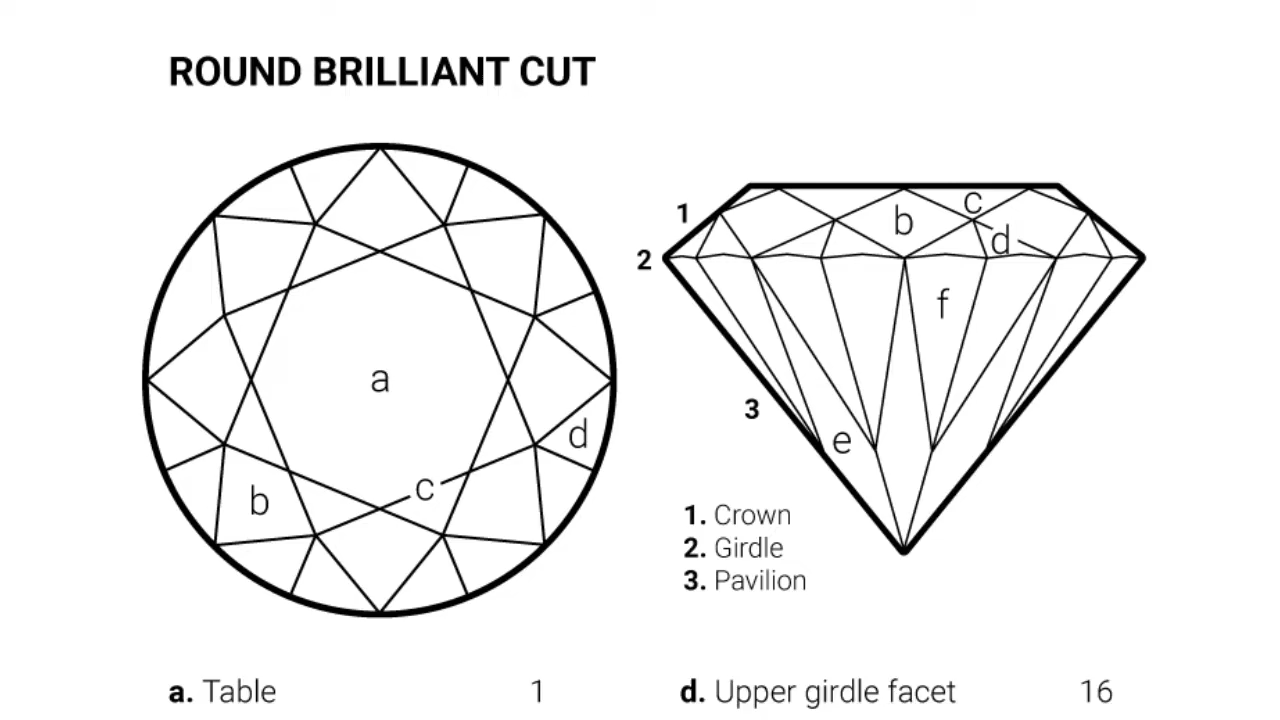 ROUND BRILLIANT CUT
a
b
c
d
1
2
3
b
c
d
f
e
1. Crown
2. Girdle
3. Pavilion
a. Table 1
d. Upper girdle facet 16